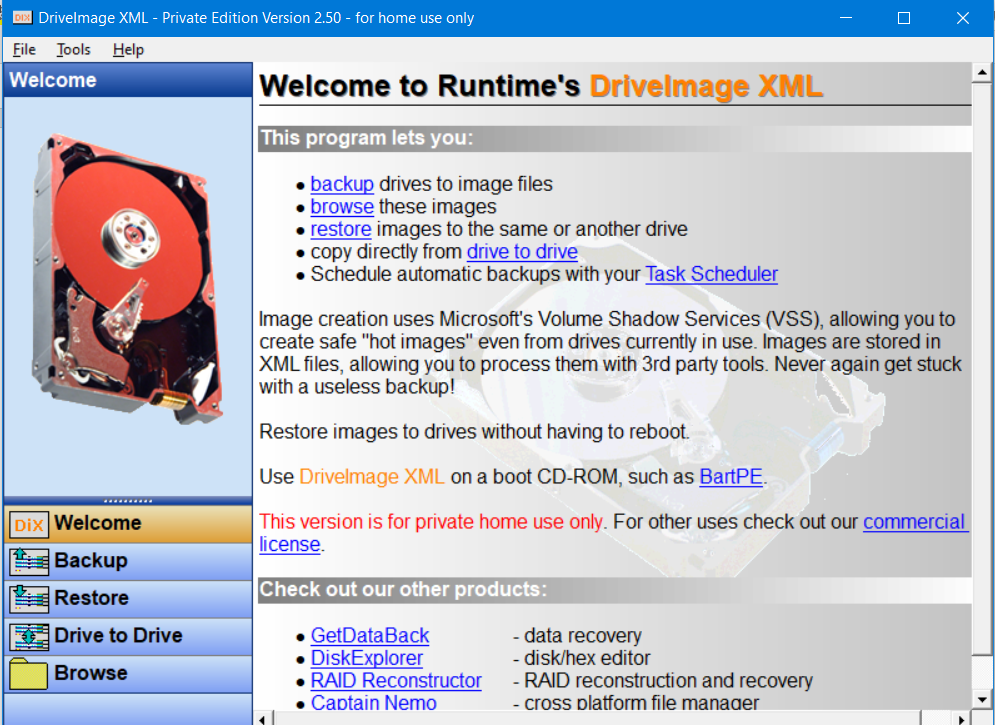 DriveImage XML - Private Edition Version 2.50 - for home use only
File Tools Help
Welcome
Welcome to Runtime's DriveImage XML
This program lets you:
• backup drives to image files
• browse these images
• restore images to the same or another drive
• copy directly from drive to drive
• Schedule automatic backups with your Task Scheduler
Image creation uses Microsoft's Volume Shadow Services (VSS), allowing you to
create safe "hot images" even from drives currently in use. Images are stored in
XML files, allowing you to process them with 3rd party tools. Never again get stuck
with a useless backup!
Restore images to drives without having to reboot.
Use DriveImage XML on a boot CD-ROM, such as BartPE.
This version is for private home use only. For other uses check out our commercial
license.
Check out our other products:
• GetDataBack - data recovery
• DiskExplorer - disk/hex editor
• RAID Reconstructor - RAID reconstruction and recovery
• Captain Nemo - cross platform file manager
DiX Welcome
Backup
Restore
Drive to Drive
Browse